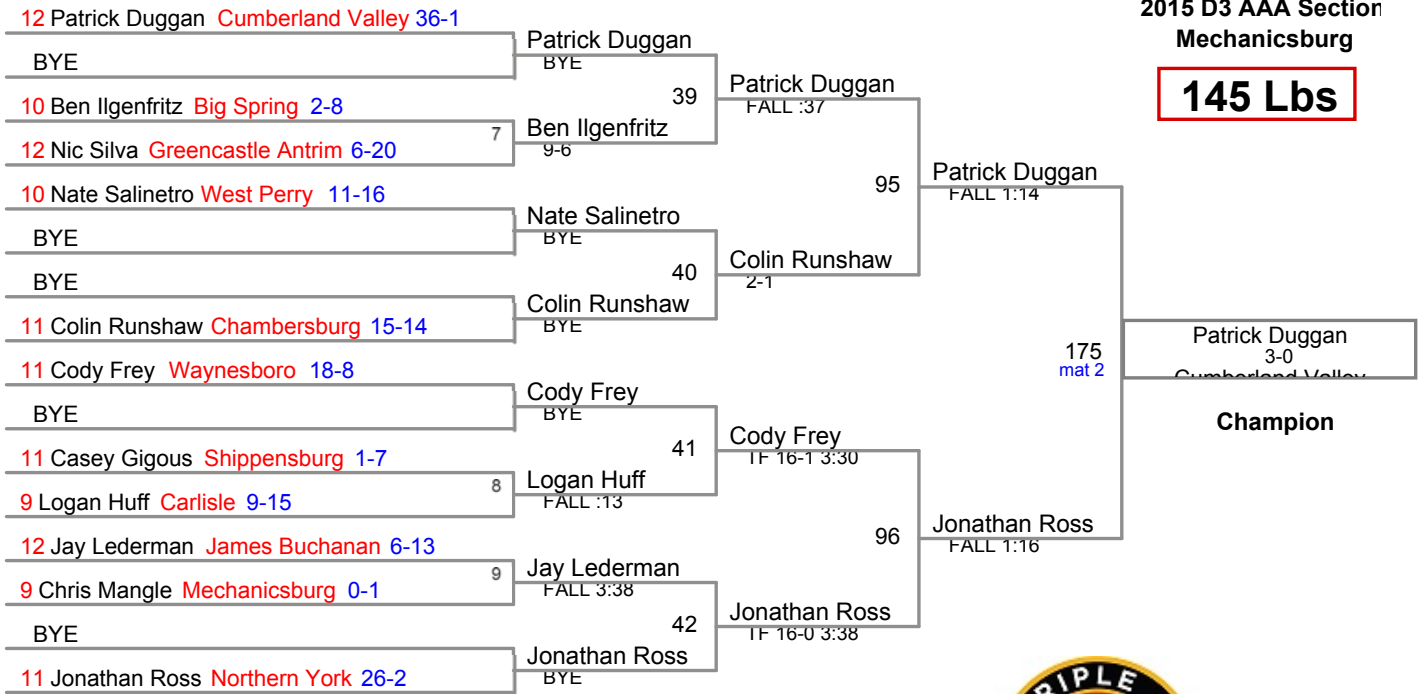 2015 D3 AAA Section
Mechanicsburg
145 Lbs
12 Patrick Duggan Cumberland Valley 36-1
BYE
10 Ben Ilgenfritz Big Spring 2-8
12 Nic Silva Greencastle Antrim 6-20
10 Nate Salinetro West Perry 11-16
BYE
BYE
11 Colin Runshaw Chambersburg 15-14
11 Cody Frey Waynesboro 18-8
BYE
11 Casey Gigous Shippensburg 1-7
9 Logan Huff Carlisle 9-15
12 Jay Lederman James Buchanan 6-13
9 Chris Mangle Mechanicsburg 0-1
BYE
11 Jonathan Ross Northern York 26-2
Patrick Duggan
BYE
7
Ben Ilgenfritz
9-6
Nate Salinetro
BYE
Colin Runshaw
BYE
Cody Frey
BYE
8
Logan Huff
FALL :13
9
Jay Lederman
FALL 3:38
Jonathan Ross
BYE
39
Patrick Duggan
FALL :37
40
Colin Runshaw
2-1
41
Cody Frey
TF 16-1 3:30
42
Jonathan Ross
TF 16-0 3:38
95
Patrick Duggan
FALL 1:14
96
Jonathan Ross
FALL 1:16
175
mat 2
Patrick Duggan
3-0
Cumberland Valley
Champion
TRIPLE